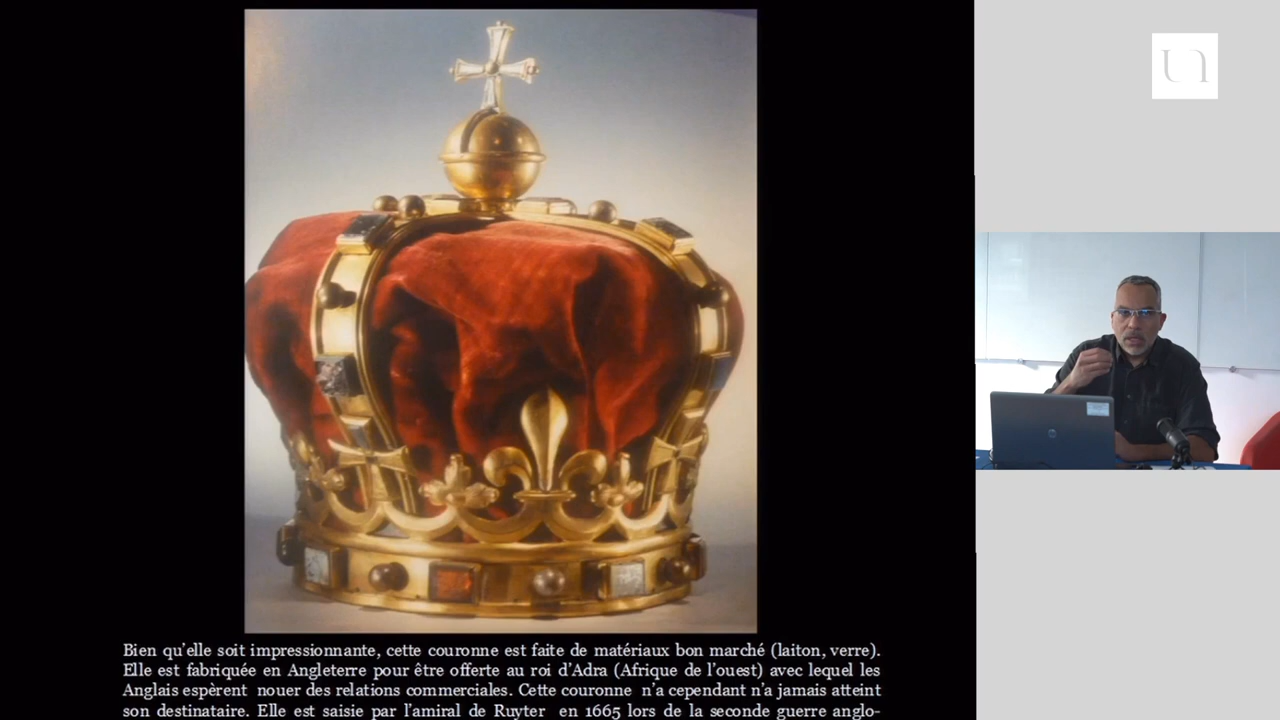 Bien qu'elle soit impressionnante, cette couronne est faite de matériaux bon marché (laiton, verre).
Elle est fabriquée en Angleterre pour être offerte au roi d'Adra (Afrique de l'ouest) avec lequel les
Anglais espèrent nouer des relations commerciales. Cette couronne n'a cependant n'a jamais atteint
son destinataire. Elle est saisie par l'amiral de Ruyter en 1665 lors de la seconde guerre anglo-
un